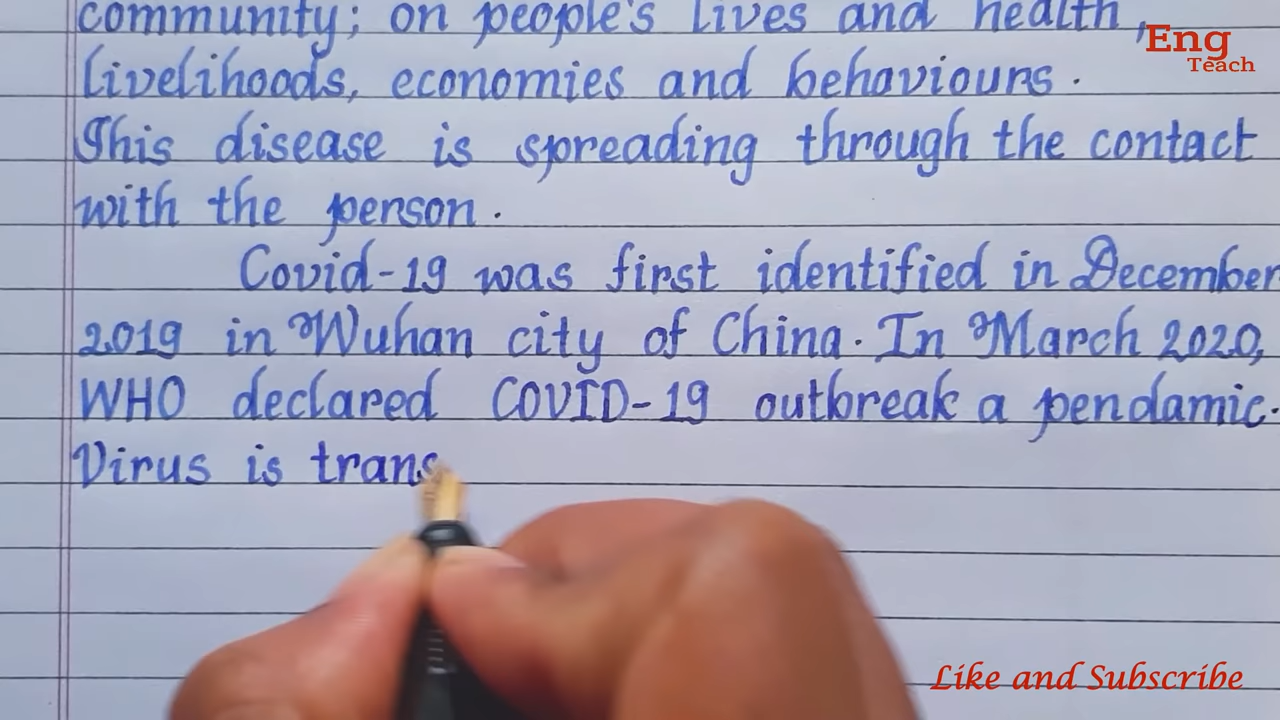 community; on people's lives and health,
livelihoods, economies and behaviours.
This disease is spreading through the contact
with the person.
Covid-19 was first identified in December
2019 in Wuhan city of China. In March 2020,
WHO declared COVID-19 outbreak a pendamic.
Virus is trans
Eng
Teach
Like and Subscribe